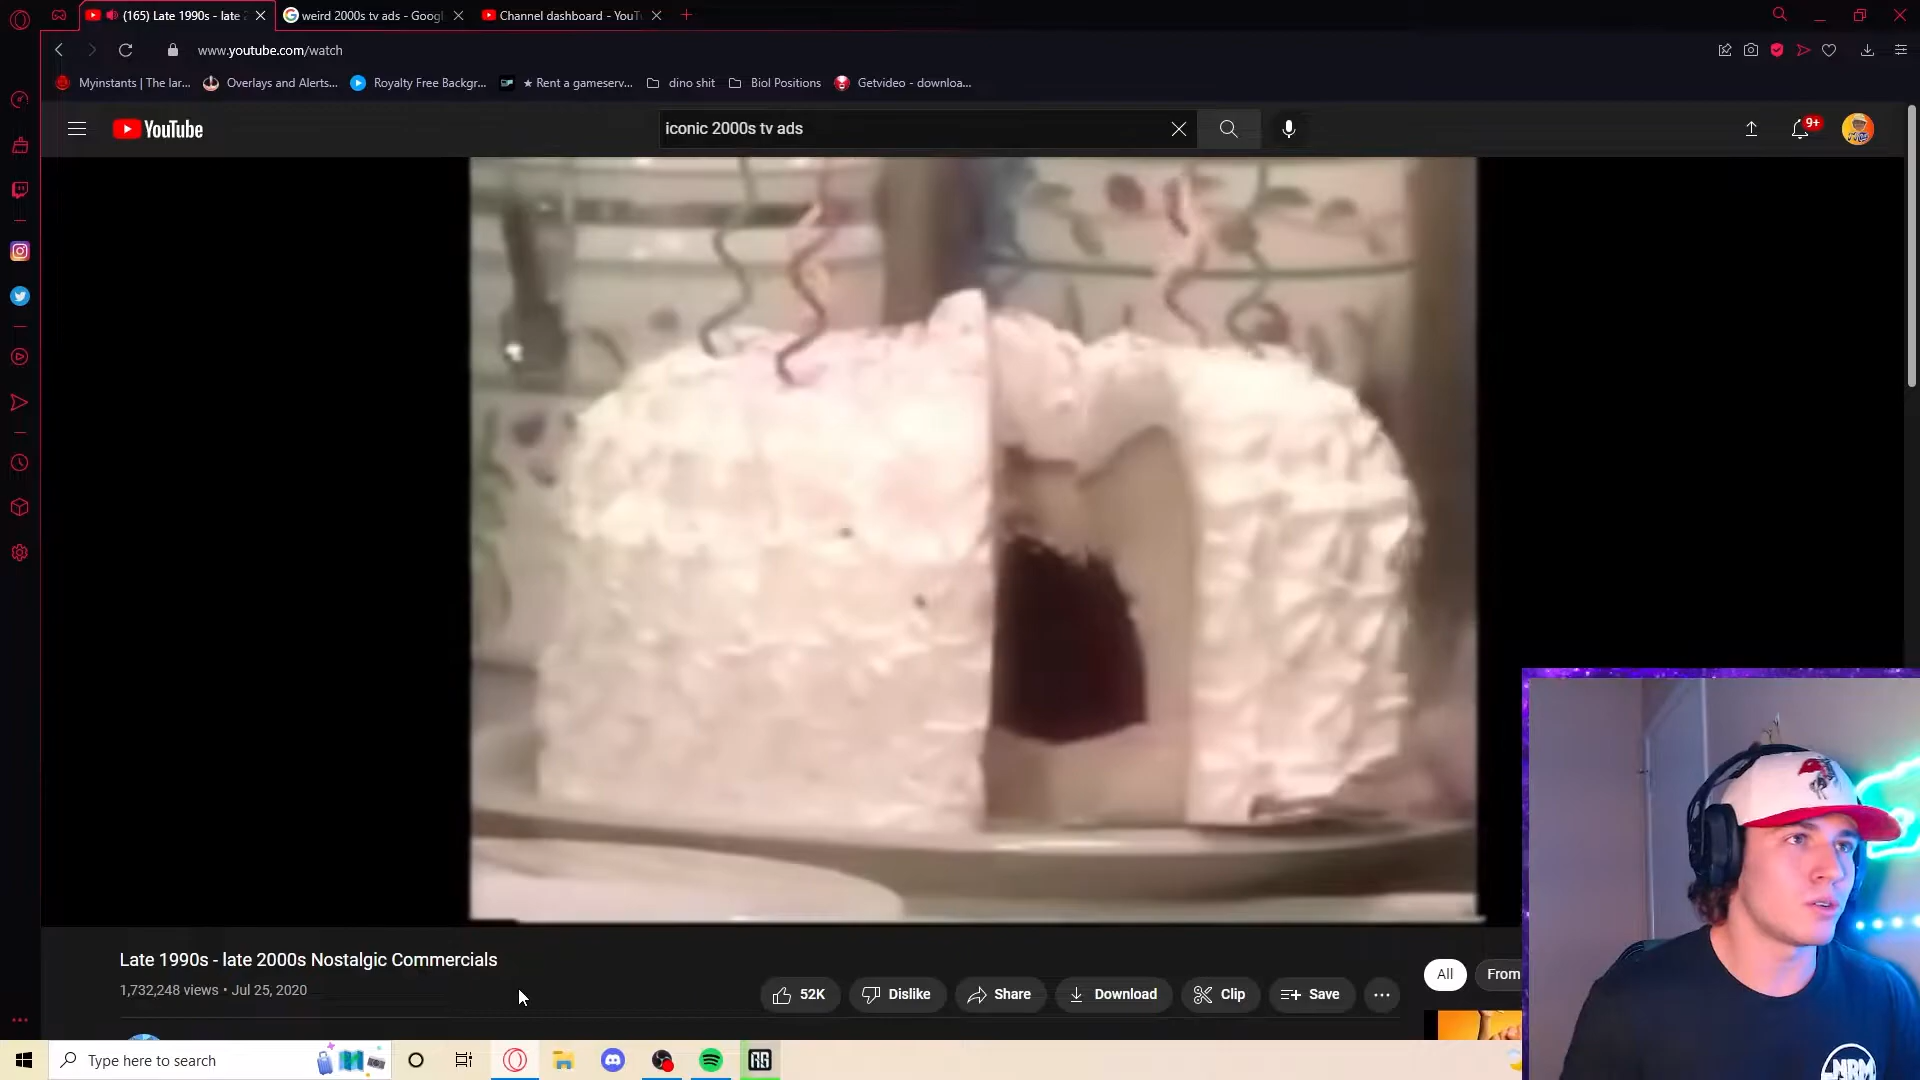 (165) Late 1990s - late
weird 2000s tv ads - Googl
Channel dashboard - YouTu
www.youtube.com/watch
Myinstants | The lar...
Overlays and Alerts...
Royalty Free Backgr...
★ Rent a gameserv...
dino shit
Biol Positions
Getvideo - downloa...
YouTube
iconic 2000s tv ads
9+
Late 1990s - late 2000s Nostalgic Commercials
1,732,248 views • Jul 25, 2020
52K
Dislike
Share
Download
Clip
Save
All
From
NRM
Type here to search